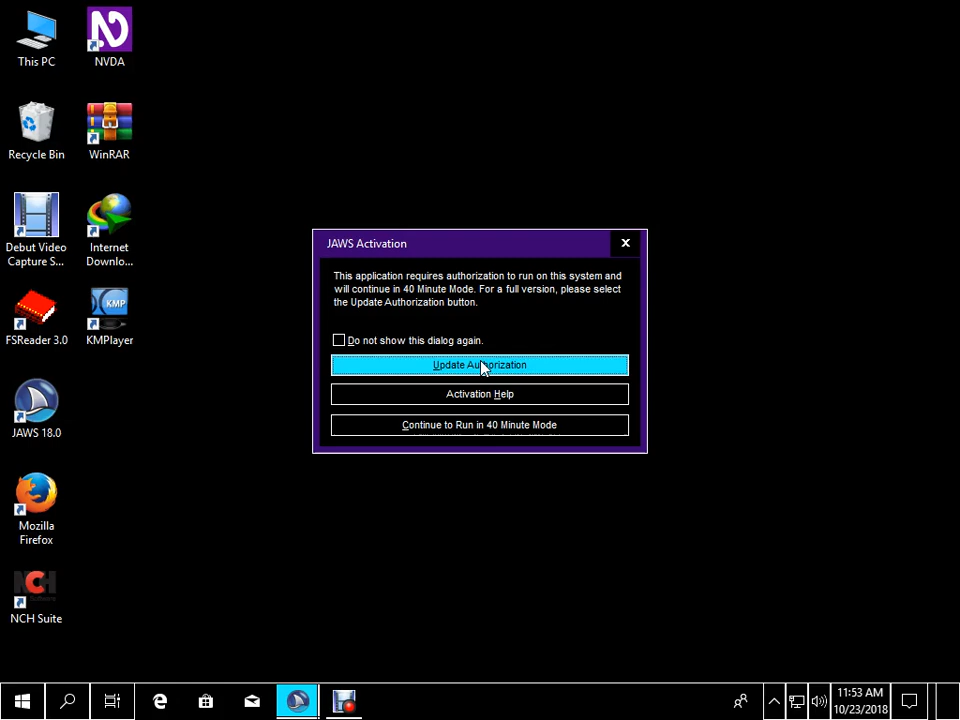 This PC
NVDA
Recycle Bin
WinRAR
Debut Video
Capture S...
Internet
Downlo...
FSReader 3.0
KMP
KMPlayer
JAWS 18.0
Mozilla
Firefox
NCH
NCH Suite
JAWS Activation
This application requires authorization to run on this system and
will continue in 40 Minute Mode. For a full version, please select
the Update Authorization button.
Do not show this dialog again.
Update Authorization
Activation Help
Continue to Run in 40 Minute Mode
11:53 AM
10/23/2018